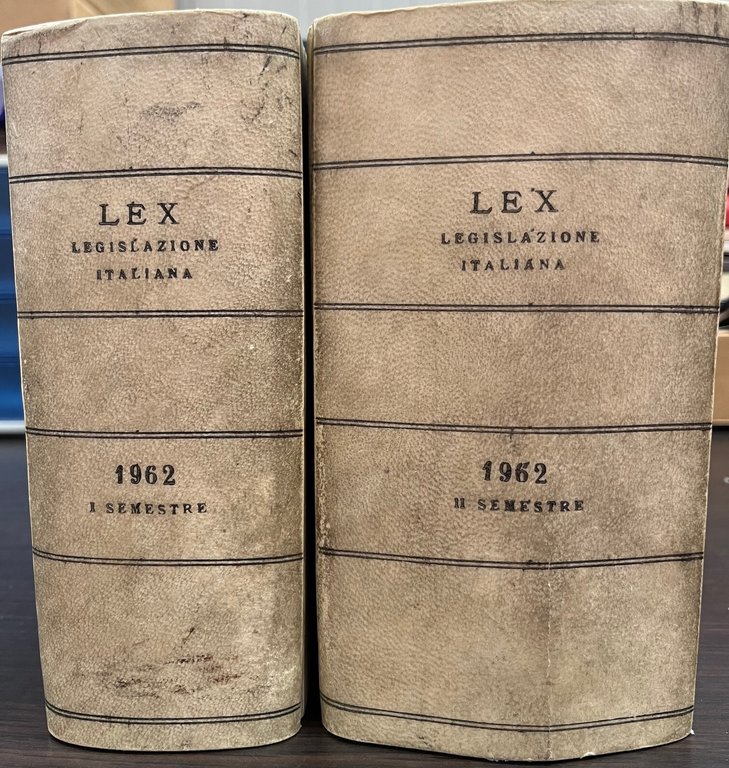 LEX
LEGISLAZIONE
ITALIANA
1962
I SEMESTRE
LEX
LEGISLAZIONE
ITALIANA
1962
II SEMESTRE